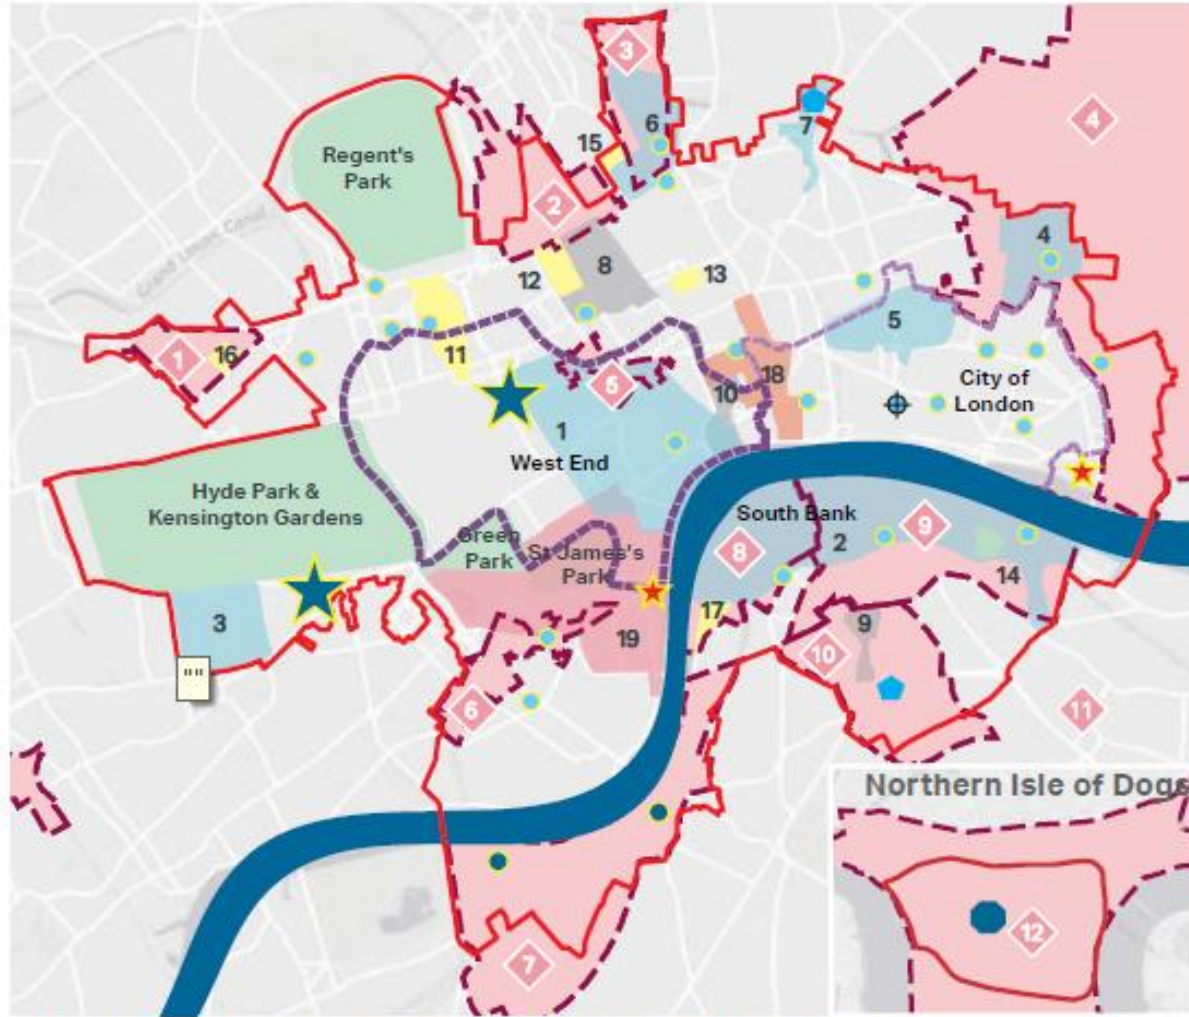 3
4
6
15
7
Regent's
Park
2
4
12
8
13
5
1
16
11
5
10
18
City of
London
1
West End
Hyde Park &
Kensington Gardens
South Bank
9
2
8
Green
Park
St James's
Park
14
3
17
9
19
10
""
6
11
Northern Isle of Dogs
12
7
Grand Union Canal